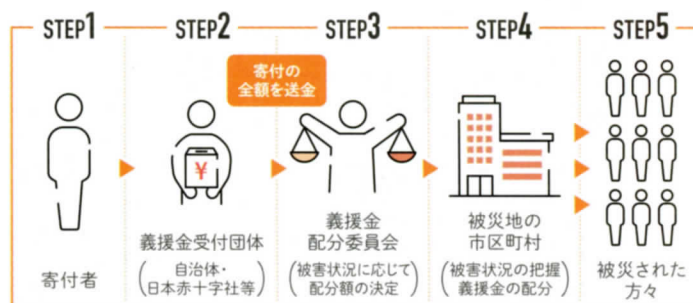 STEP1
STEP2
STEP3
STEP4
STEP5
寄付の
全額を送金
¥
寄付者
義援金受付団体
(自治体・
日本赤十字社等)
義援金
配分委員会
(被害状況に応じて
配分額の決定)
被災地の
市区町村
(被害状況の把握
義援金の配分)
被災された
方々